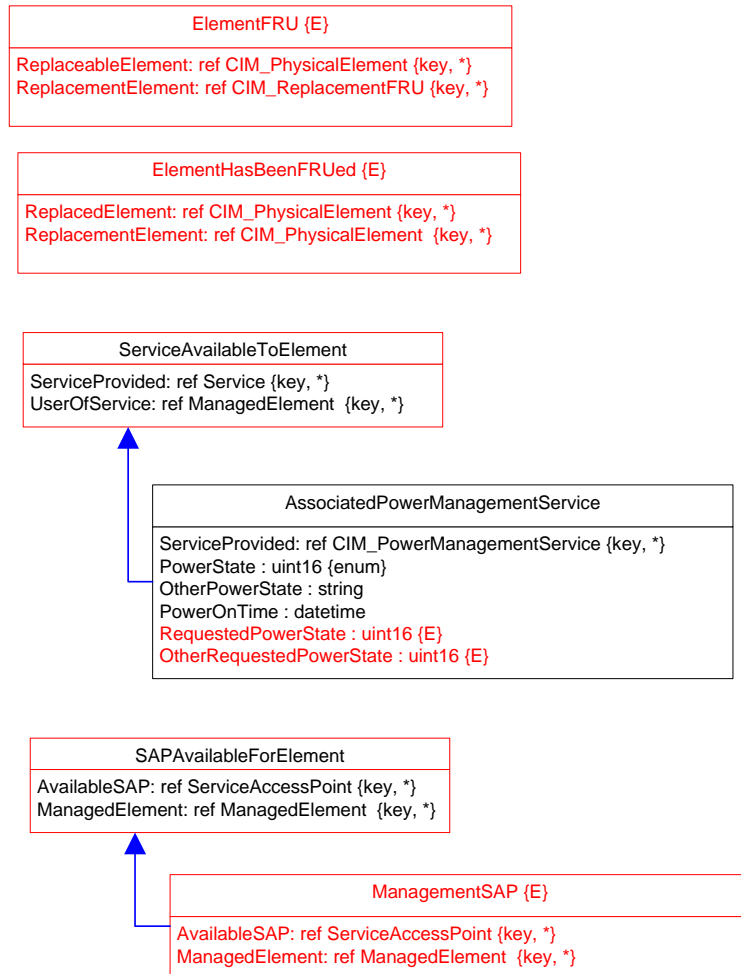 ElementFRU {E}
ReplaceableElement: ref CIM_PhysicalElement {key, *}
ReplacementElement: ref CIM_ReplacementFRU {key, *}
ElementHasBeenFRUed {E}
ReplacedElement: ref CIM_PhysicalElement {key, *}
ReplacementElement: ref CIM_PhysicalElement  {key, *}
ServiceAvailableToElement
ServiceProvided: ref Service {key, *}
UserOfService: ref ManagedElement  {key, *}
AssociatedPowerManagementService
ServiceProvided: ref CIM_PowerManagementService {key, *}
PowerState : uint16 {enum}
OtherPowerState : string
PowerOnTime : datetime
RequestedPowerState : uint16 {E}
OtherRequestedPowerState : uint16 {E}
SAPAvailableForElement
AvailableSAP: ref ServiceAccessPoint {key, *}
ManagedElement: ref ManagedElement  {key, *}
ManagementSAP {E}
AvailableSAP: ref ServiceAccessPoint {key, *}
ManagedElement: ref ManagedElement  {key, *}